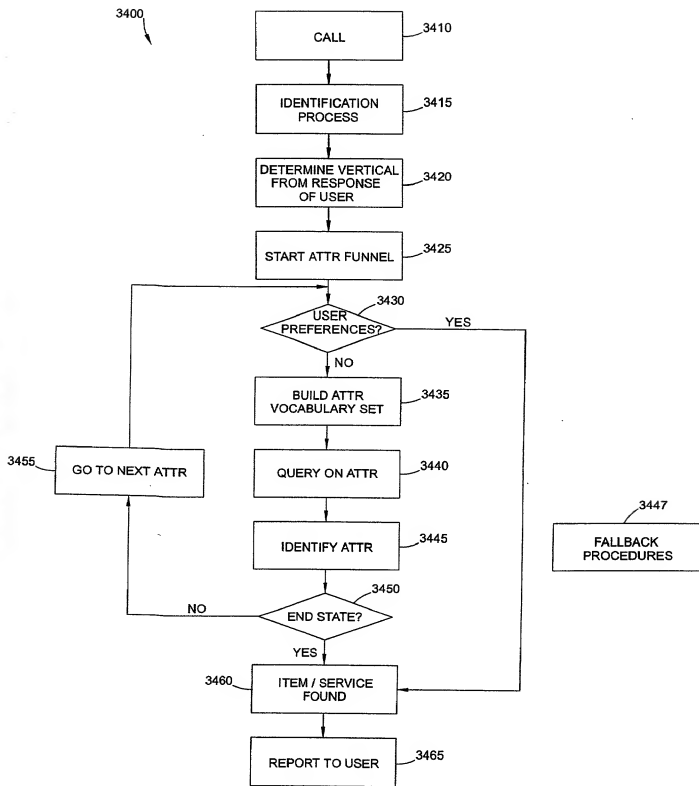 3400
CALL
3410
IDENTIFICATION
PROCESS
3415
DETERMINE VERTICAL
FROM RESPONSE
OF USER
3420
START ATTR FUNNEL
3425
USER
PREFERENCES?
3430
YES
NO
BUILD ATTR
VOCABULARY SET
3435
3455
GO TO NEXT ATTR
QUERY ON ATTR
3440
IDENTIFY ATTR
3445
3447
FALLBACK
PROCEDURES
END STATE?
3450
NO
YES
3460
ITEM / SERVICE
FOUND
REPORT TO USER
3465